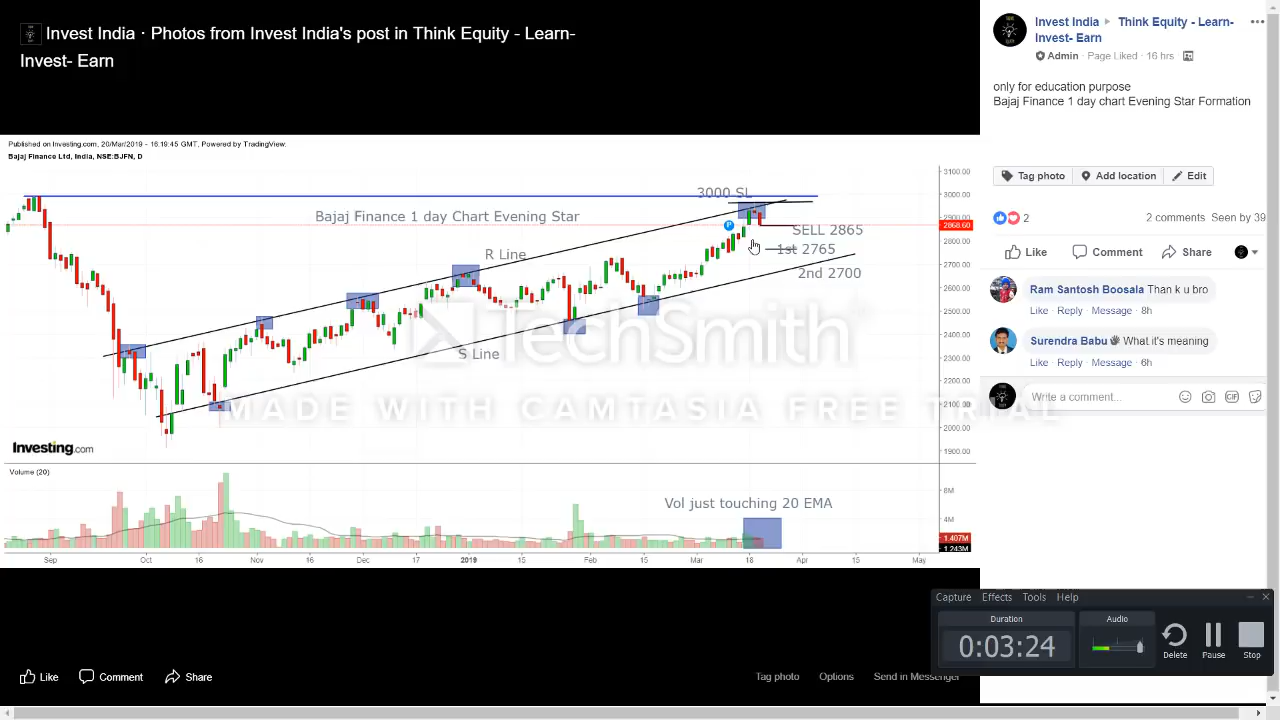 Invest India · Photos from Invest India's post in Think Equity - Learn-
Invest- Earn
Published on Investing.com, 20/Mar/2019 - 16:19:45 GMT, Powered by TradingView.
Bajaj Finance Ltd, India, NSE:BJFN, D
3000 SL
Bajaj Finance 1 day Chart Evening Star
R Line
SELL 2865
1st 2765
2nd 2700
S Line
3100.00
3000.00
2900.00
2868.60
2800.00
2700.00
2600.00
2500.00
2400.00
2300.00
2200.00
2100.00
2000.00
1900.00
TechSmith
MADE WITH CAMTASIA FREE TRIAL
Investing.com
Volume (20)
Vol just touching 20 EMA
8M
4M
1.407M
1.243M
Sep
Oct
16
Nov
16
Dec
17
2019
16
Feb
15
Mar
18
Apr
15
May
Like
Comment
Share
Tag photo
Options
Send in Messenger
Invest India
Think Equity - Learn-
Invest- Earn
Admin · Page Liked · 16 hrs
only for education purpose
Bajaj Finance 1 day chart Evening Star Formation
Tag photo
Add location
Edit
2
2 comments Seen by 39
Like
Comment
Share
Ram Santosh Boosala Than k u bro
Like · Reply · Message · 8h
Surendra Babu What it's meaning
Like · Reply · Message · 6h
Write a comment...
GIF
Capture Effects Tools Help
Duration
0:03:24
Audio
Delete
Pause
Stop